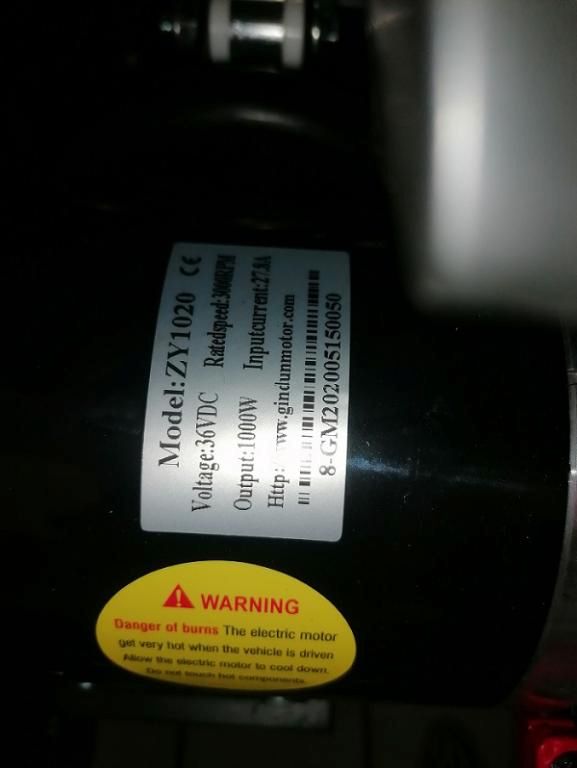 Model:ZY1020 CE
Voltage:36VDC Ratedspeed:3000RPM
Output:1000W Inputcurrent:27.8A
Http: www.ginclunmotor.com
8-GM202005150050
WARNING
Danger of burns The electric motor
get very hot when the vehicle is driven
Allow the electric motor to cool down.
Do not touch hot components.